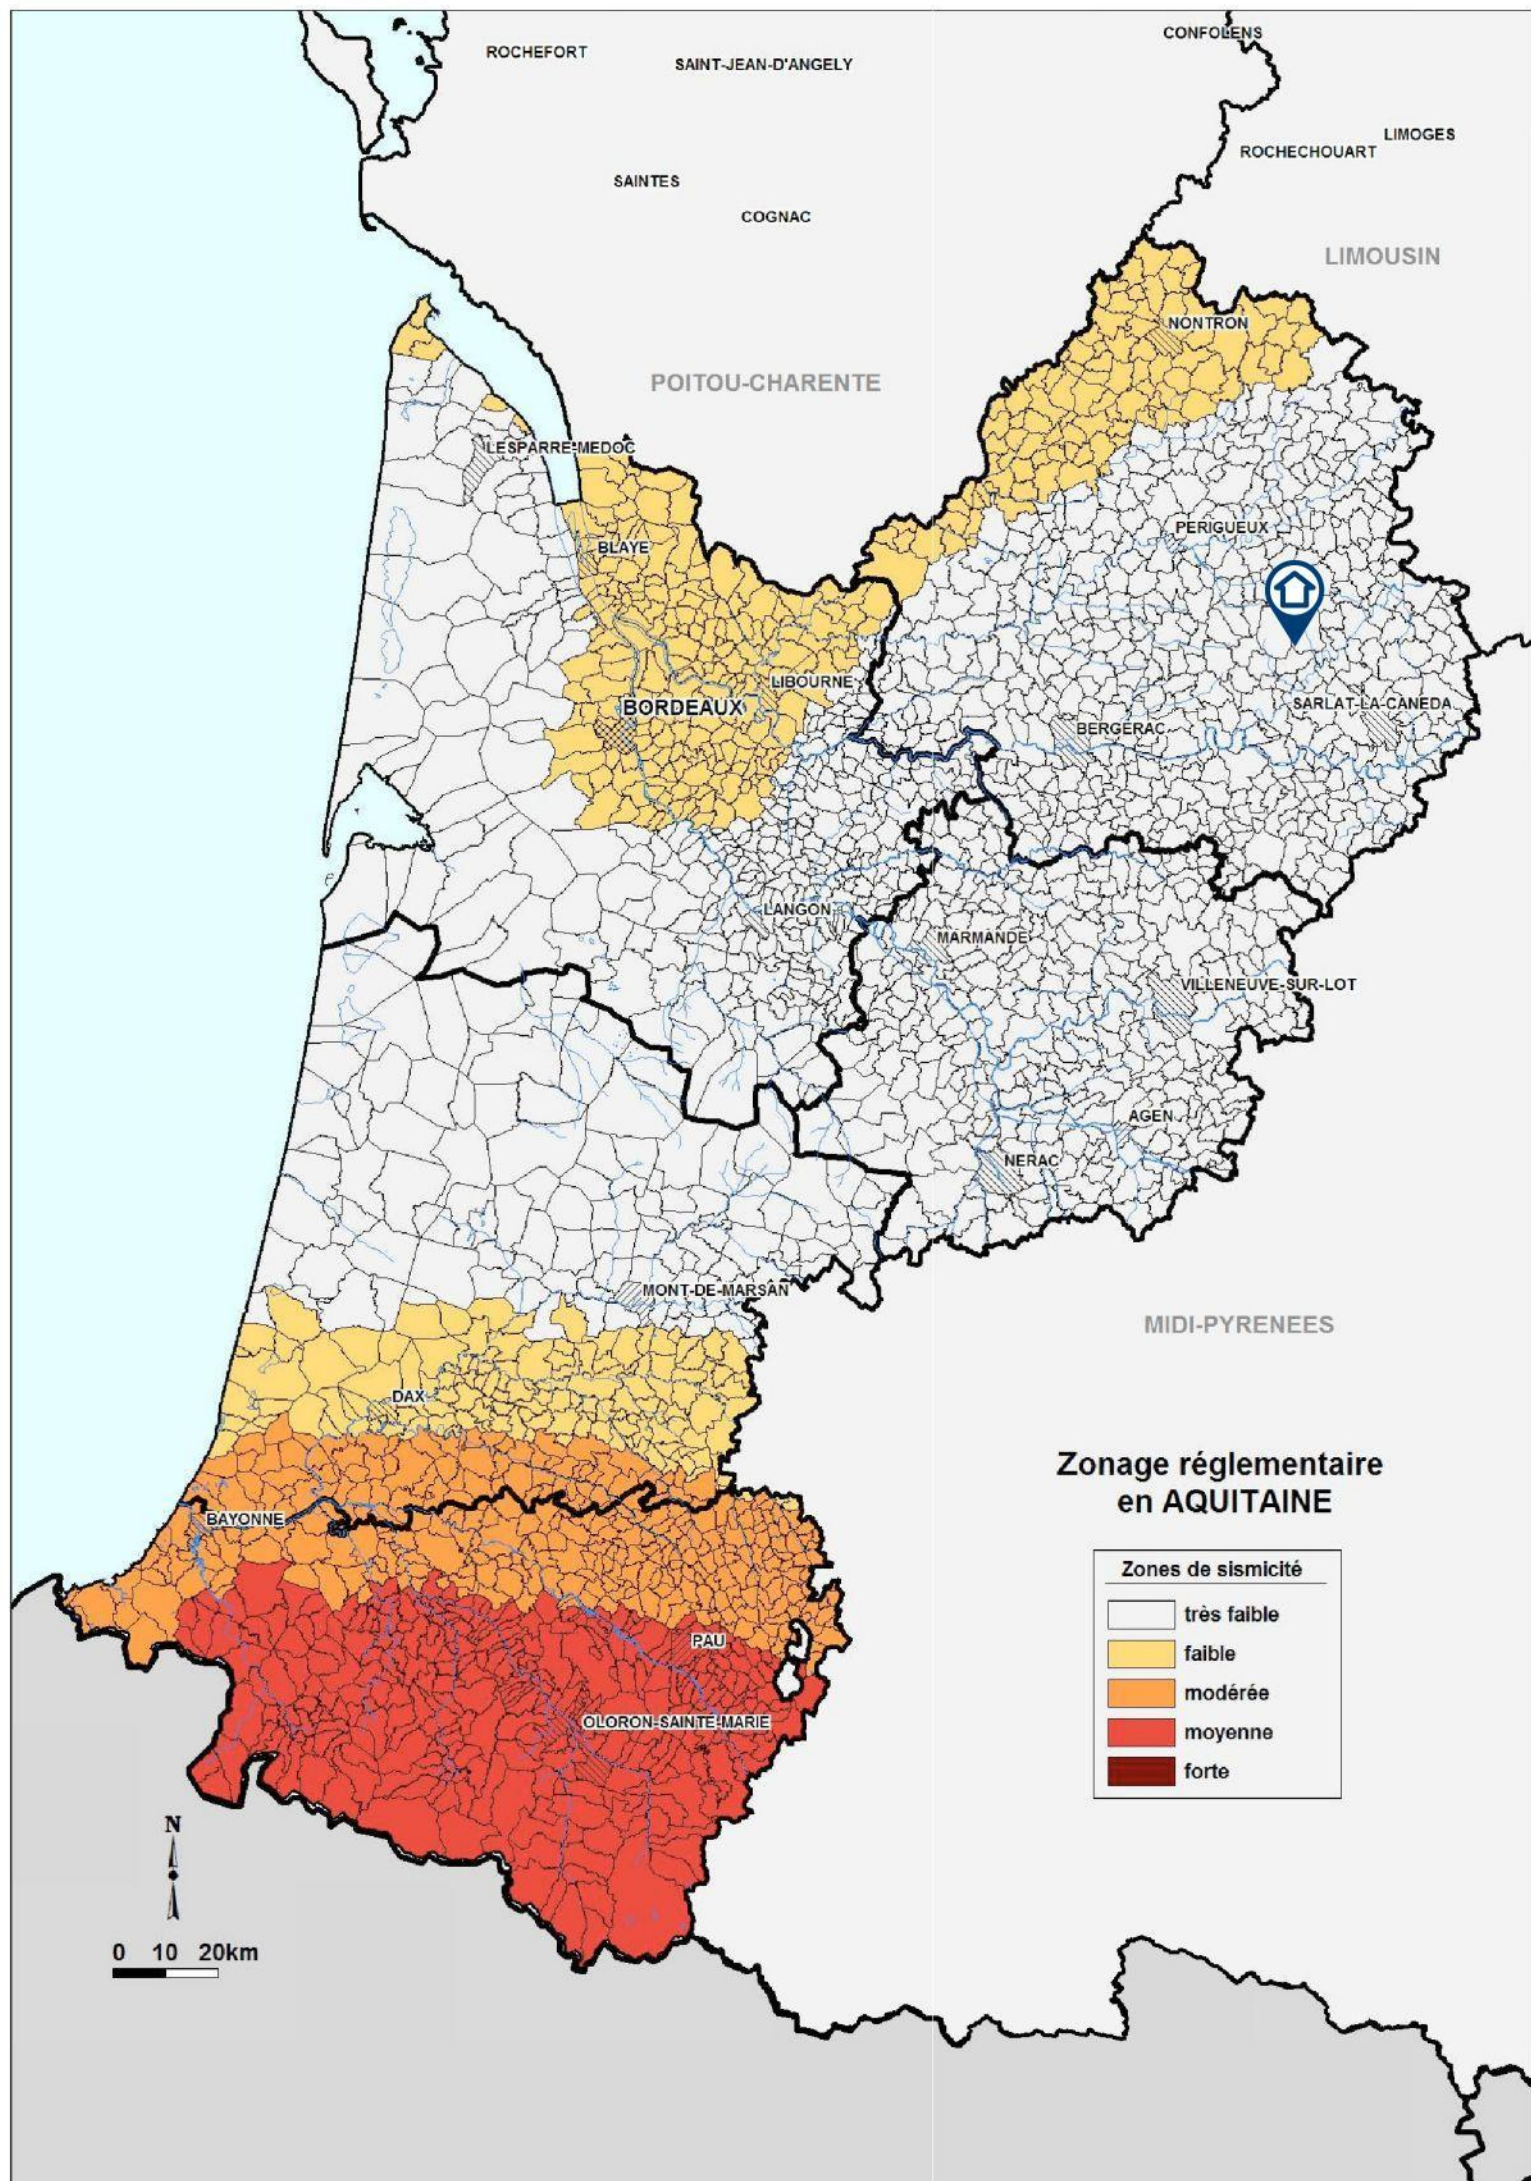 CONFOLENS
ROCHEFORT
SAINT-JEAN-D'ANGELY
LIMOGES
ROCHECHOUART
SAINTES
COGNAC
LIMOUSIN
NONTRON
POITOU-CHARENTE
LESPARRE-MEDOC
PERIGUEUX
BLAYE
LIBOURNE
BORDEAUX
SARLAT-LA-CANEDA
BERGERAC
LANGON
MARMANDE
VILLENEUVE-SUR-LOT
AGEN
NERAC
MONT-DE-MARSAN
MIDI-PYRENEES
DAX
Zonage réglementaire
en AQUITAINE
BAYONNE
Zones de sismicité
très faible
faible
modérée
moyenne
forte
PAU
OLORON-SAINTE-MARIE
N
0 10 20km